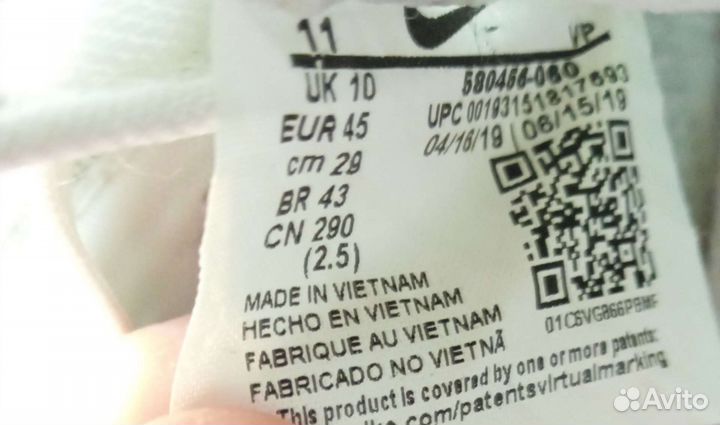 11
VP
UK 10
580466-060
EUR 45
UPC 00193151817693
cm 29
04/16/19 | 06/15/19
BR 43
CN 290
(2.5)
MADE IN VIETNAM
HECHO EN VIETNAM
FABRIQUE AU VIETNAM
FABRICADO NO VIETNÃ
01C6VG866PBMF
This product is covered by one or more patents:
.com/patentsvirtualmarking
Avito